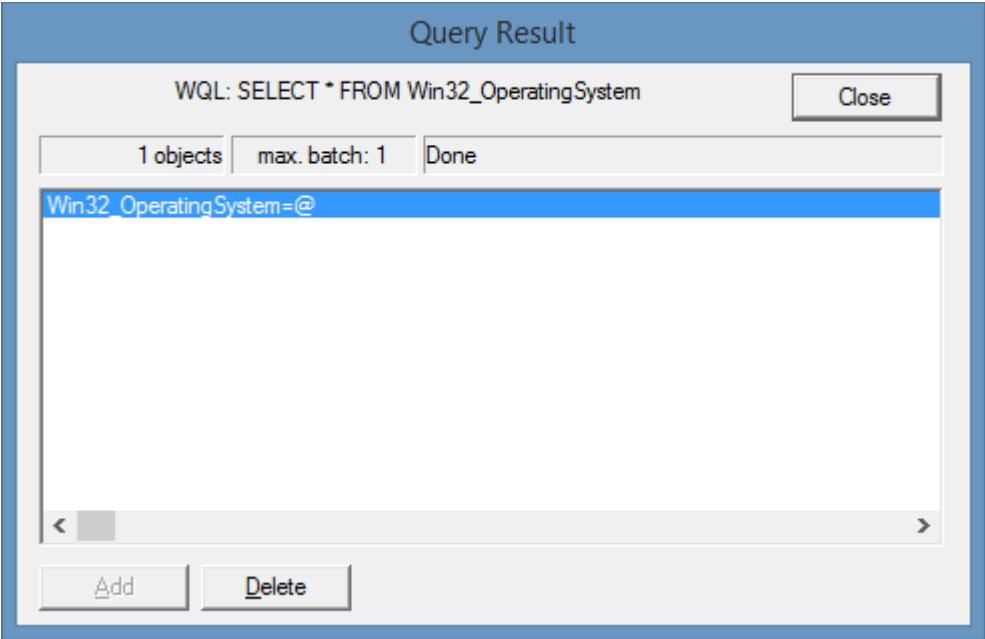 Query Result
WQL: SELECT * FROM Win32_OperatingSystem
Close
1 objects
max. batch: 1
Done
Win32_OperatingSystem=@
Add
Delete